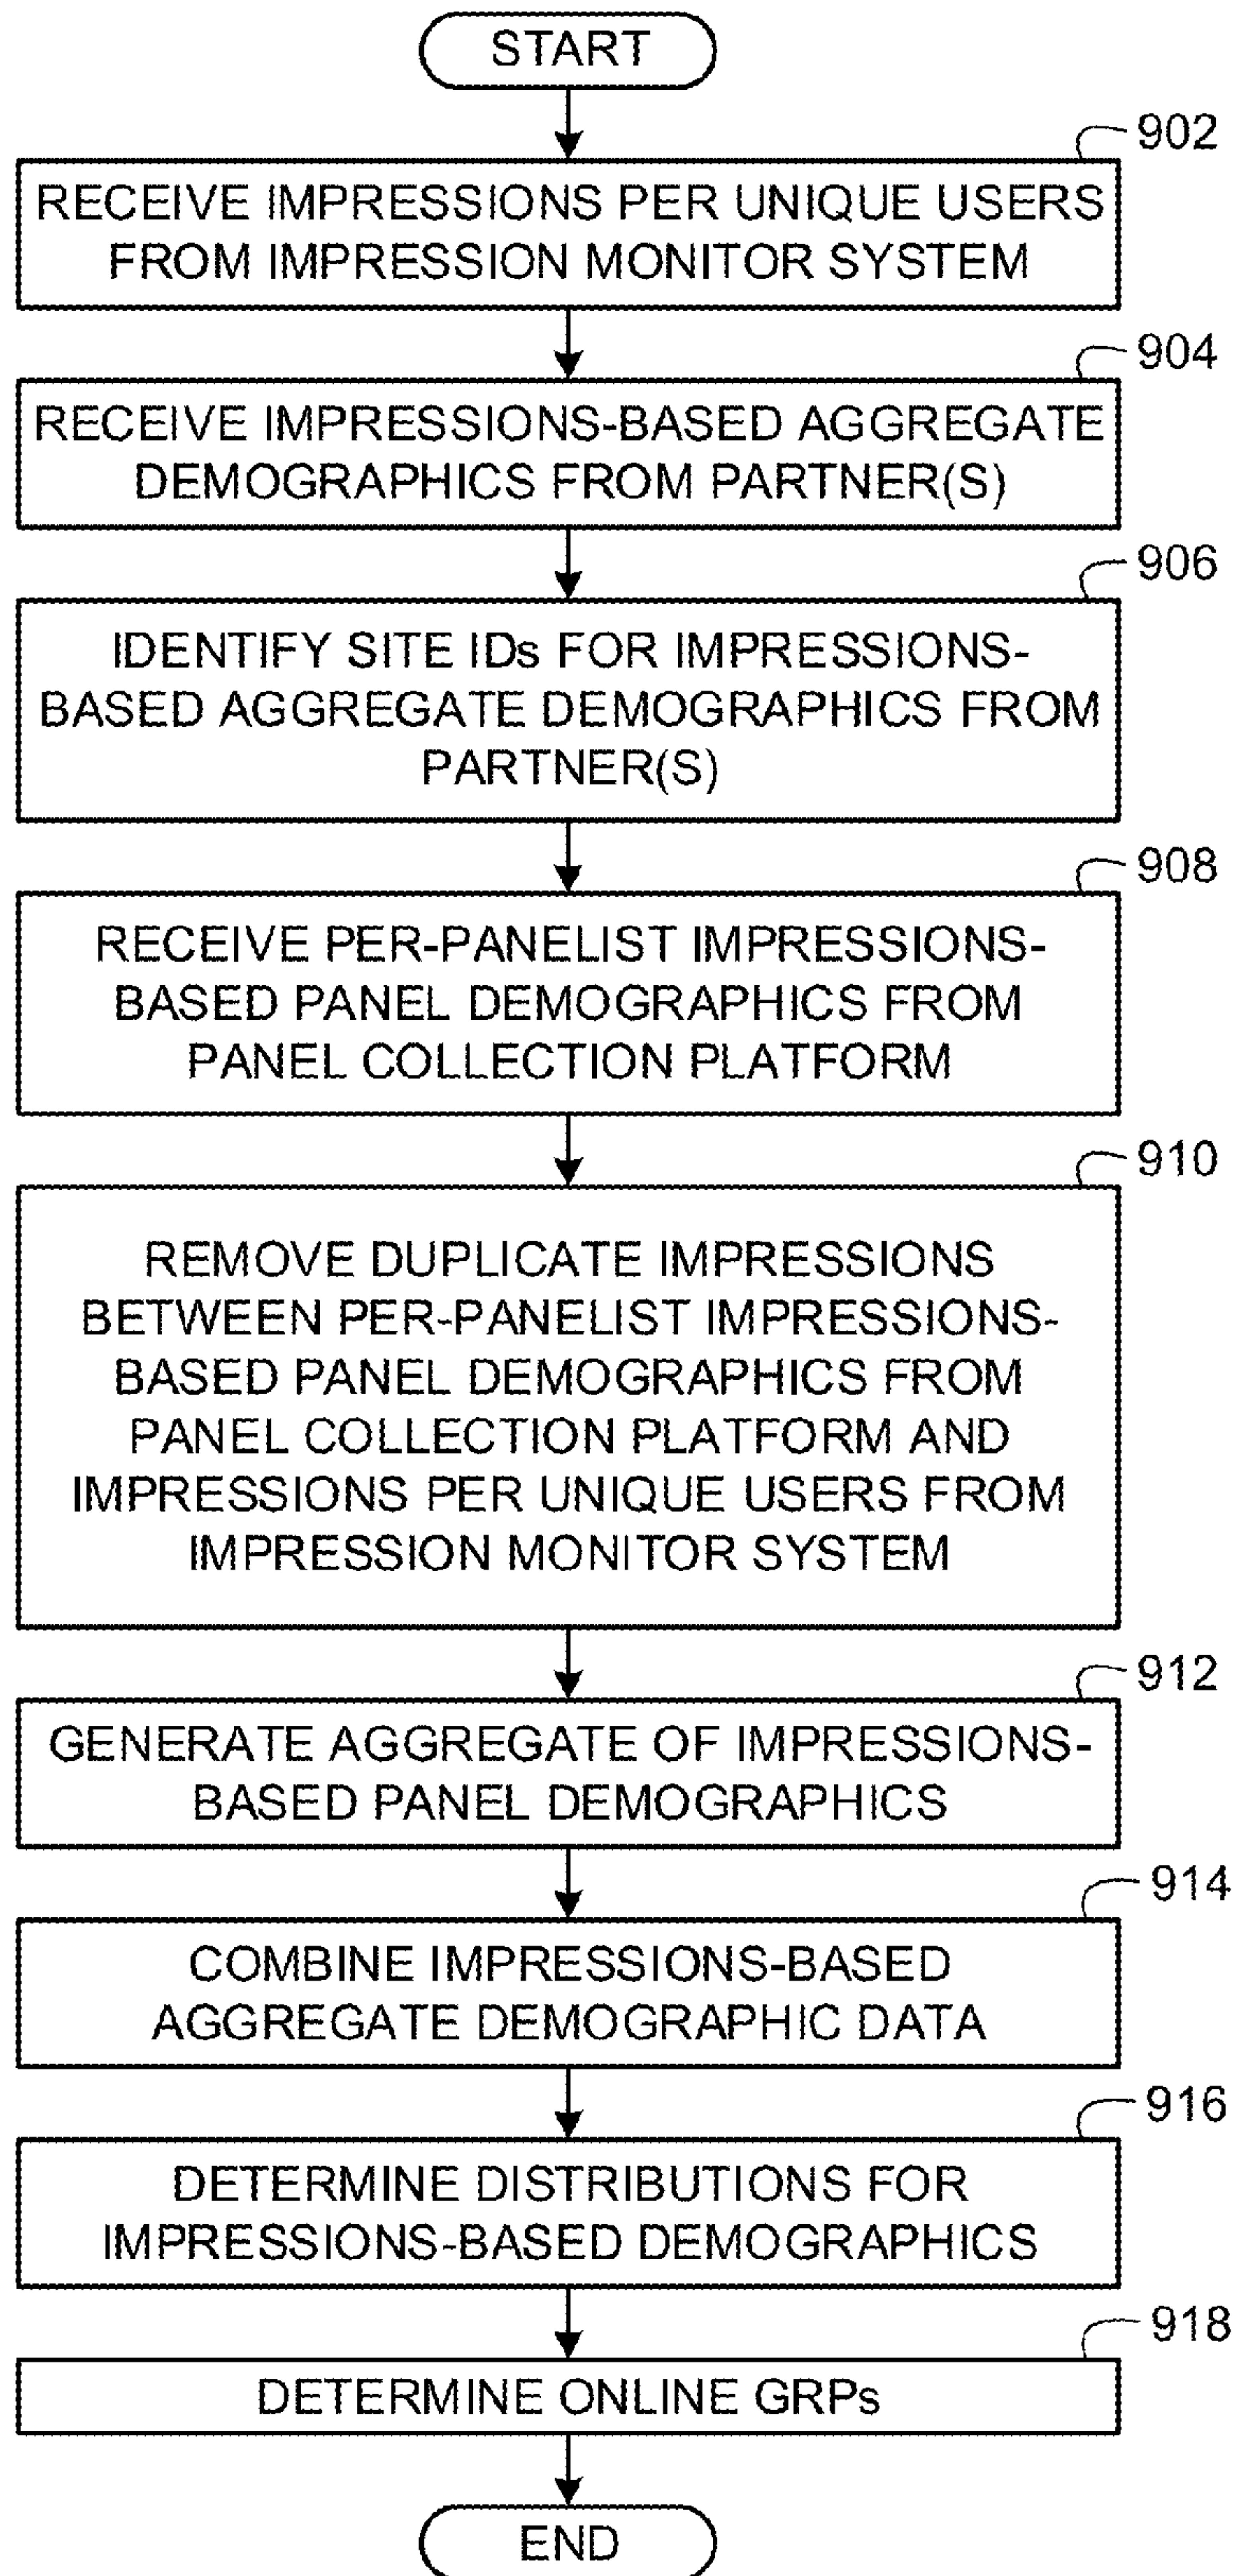 START
902
RECEIVE IMPRESSIONS PER UNIQUE USERS
FROM IMPRESSION MONITOR SYSTEM
904
RECEIVE IMPRESSIONS-BASED AGGREGATE
DEMOGRAPHICS FROM PARTNER(S)
906
IDENTIFY SITE IDs FOR IMPRESSIONS-
BASED AGGREGATE DEMOGRAPHICS FROM
PARTNER(S)
908
RECEIVE PER-PANELIST IMPRESSIONS-
BASED PANEL DEMOGRAPHICS FROM
PANEL COLLECTION PLATFORM
910
REMOVE DUPLICATE IMPRESSIONS
BETWEEN PER-PANELIST IMPRESSIONS-
BASED PANEL DEMOGRAPHICS FROM
PANEL COLLECTION PLATFORM AND
IMPRESSIONS PER UNIQUE USERS FROM
IMPRESSION MONITOR SYSTEM
912
GENERATE AGGREGATE OF IMPRESSIONS-
BASED PANEL DEMOGRAPHICS
914
COMBINE IMPRESSIONS-BASED
AGGREGATE DEMOGRAPHIC DATA
916
DETERMINE DISTRIBUTIONS FOR
IMPRESSIONS-BASED DEMOGRAPHICS
918
DETERMINE ONLINE GRPs
END